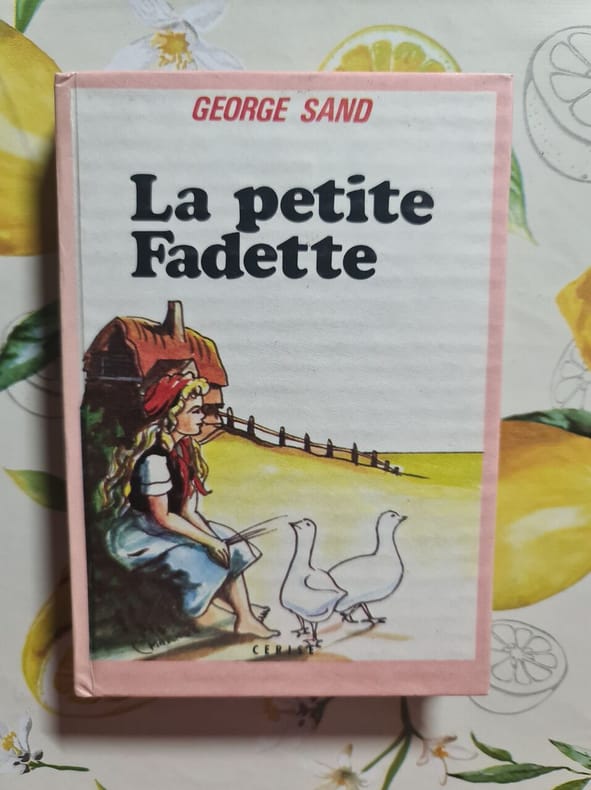 GEORGE SAND
La petite
Fadette
CERISE